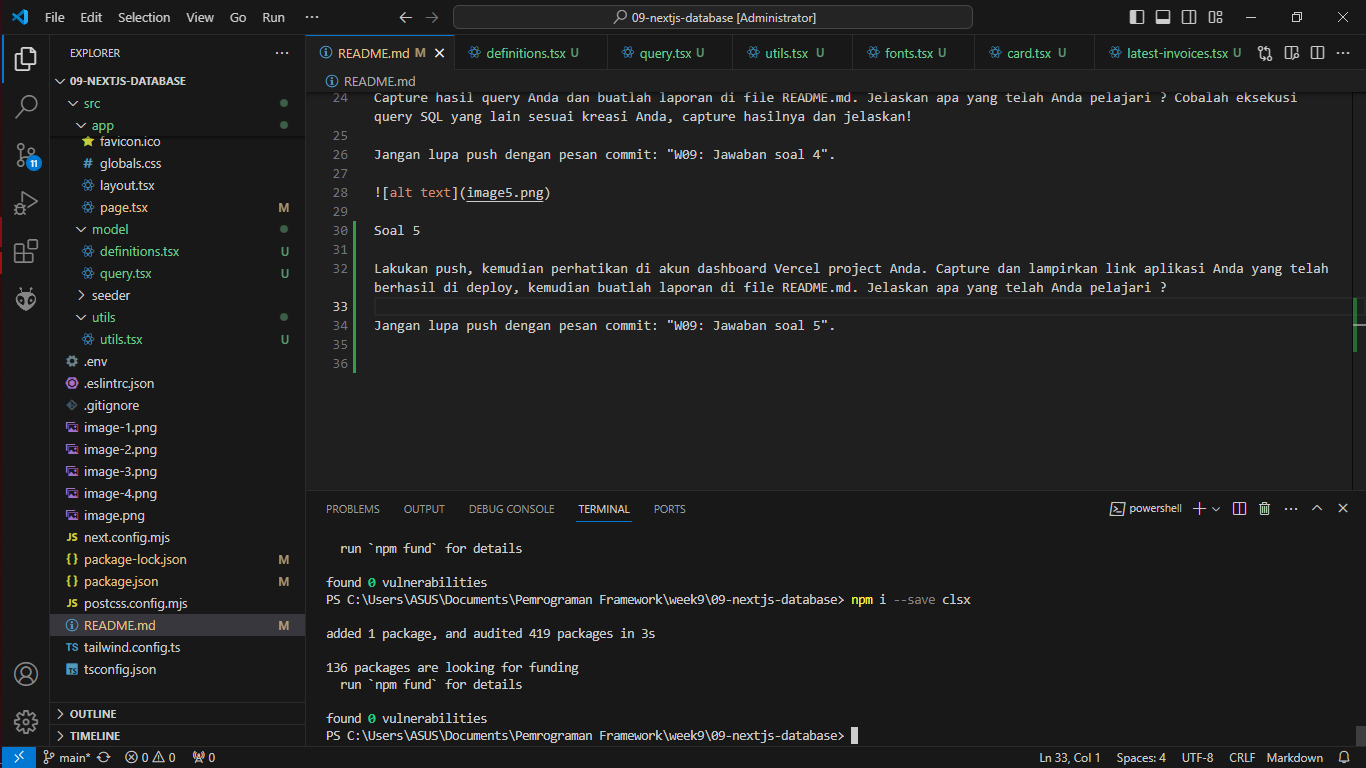 File Edit Selection View Go Run ···
09-nextjs-database [Administrator]
EXPLORER ···
09-NEXTJS-DATABASE
src
app
favicon.ico
globals.css
layout.tsx
page.tsx M
model
definitions.tsx U
query.tsx U
seeder
utils
utils.tsx U
.env
.eslintrc.json
.gitignore
image-1.png
image-2.png
image-3.png
image-4.png
image.png
next.config.mjs
package-lock.json M
package.json M
postcss.config.mjs
README.md M
tailwind.config.ts
tsconfig.json
OUTLINE
TIMELINE
11
README.md M definitions.tsx U query.tsx U utils.tsx U fonts.tsx U card.tsx U latest-invoices.tsx U ···
README.md
24 Capture hasil query Anda dan buatlah laporan di file README.md. Jelaskan apa yang telah Anda pelajari ? Cobalah eksekusi
query SQL yang lain sesuai kreasi Anda, capture hasilnya dan jelaskan!
25
26 Jangan lupa push dengan pesan commit: "W09: Jawaban soal 4".
27
28 ![alt text](image5.png)
29
30 Soal 5
31
32 Lakukan push, kemudian perhatikan di akun dashboard Vercel project Anda. Capture dan lampirkan link aplikasi Anda yang telah
berhasil di deploy, kemudian buatlah laporan di file README.md. Jelaskan apa yang telah Anda pelajari ?
33
34 Jangan lupa push dengan pesan commit: "W09: Jawaban soal 5".
35
36
PROBLEMS OUTPUT DEBUG CONSOLE TERMINAL PORTS powershell ···
run `npm fund` for details
found 0 vulnerabilities
PS C:\Users\ASUS\Documents\Pemrograman Framework\week9\09-nextjs-database> npm i --save clsx
added 1 package, and audited 419 packages in 3s
136 packages are looking for funding
run `npm fund` for details
found 0 vulnerabilities
PS C:\Users\ASUS\Documents\Pemrograman Framework\week9\09-nextjs-database>
main* 0 0 0 Ln 33, Col 1 Spaces: 4 UTF-8 CRLF Markdown